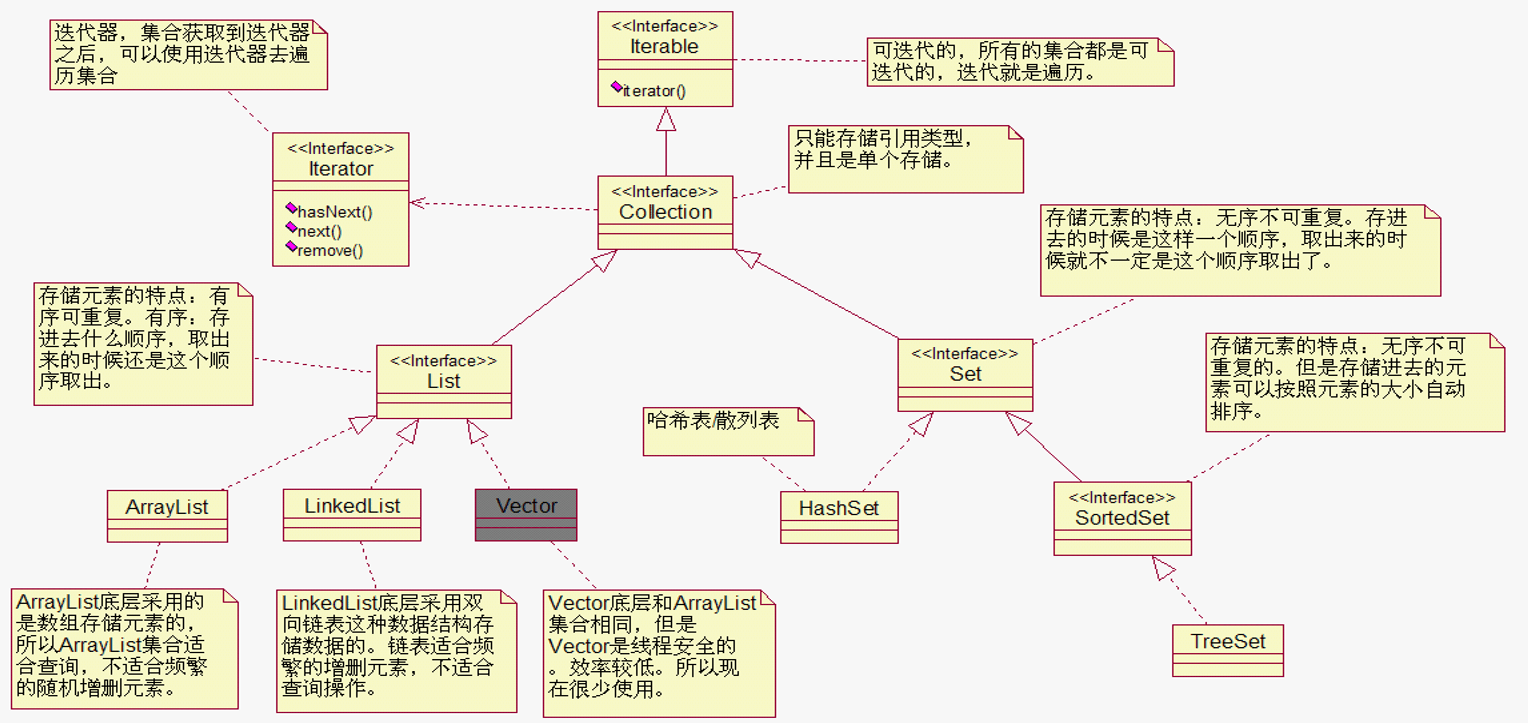 迭代器，集合获取到迭代器
之后，可以使用迭代器去遍
历集合
<<Interface>>
Iterable
iterator()
可迭代的，所有的集合都是可
迭代的，迭代就是遍历。
<<Interface>>
Iterator
hasNext()
next()
remove()
只能存储引用类型，
并且是单个存储。
<<Interface>>
Collection
存储元素的特点：无序不可重复。存进
去的时候是这样一个顺序，取出来的时
候就不一定是这个顺序取出了。
存储元素的特点：有
序可重复。有序：存
进去什么顺序，取出
来的时候还是这个顺
序取出。
<<Interface>>
List
<<Interface>>
Set
存储元素的特点：无序不可
重复的。但是存储进去的元
素可以按照元素的大小自动
排序。
哈希表/散列表
ArrayList
LinkedList
Vector
HashSet
<<Interface>>
SortedSet
ArrayList底层采用的
是数组存储元素的，
所以ArrayList集合适
合查询，不适合频繁
的随机增删元素。
LinkedList底层采用双
向链表这种数据结构存
储数据的。链表适合频
繁的增删元素，不适合
查询操作。
Vector底层和ArrayList
集合相同，但是
Vector是线程安全的
。效率较低。所以现
在很少使用。
TreeSet